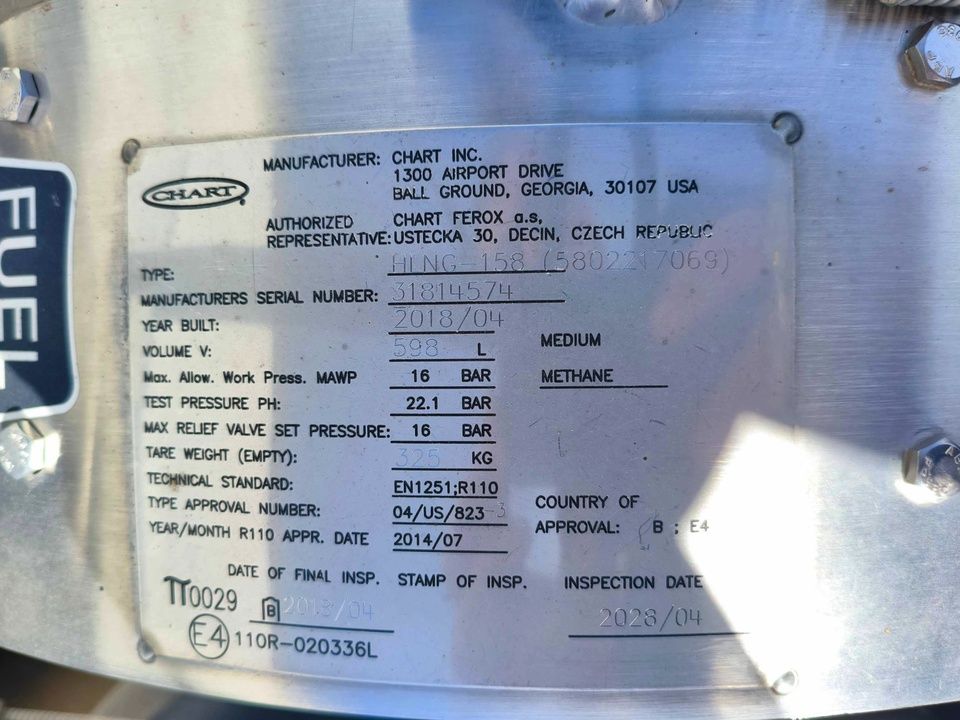 MANUFACTURER: CHART INC.
1300 AIRPORT DRIVE
BALL GROUND, GEORGIA, 30107 USA
CHART
AUTHORIZED CHART FEROX a.s,
REPRESENTATIVE: USTECKA 30, DECIN, CZECH REPUBLIC
TYPE: HLNG-158 (5802217069)
MANUFACTURERS SERIAL NUMBER: 31814574
YEAR BUILT: 2018/04
VOLUME V: 598 L MEDIUM
Max. Allow. Work Press. MAWP 16 BAR METHANE
TEST PRESSURE PH: 22.1 BAR
MAX RELIEF VALVE SET PRESSURE: 16 BAR
TARE WEIGHT (EMPTY): 325 KG
TECHNICAL STANDARD: EN1251;R110
TYPE APPROVAL NUMBER: 04/US/823-3 COUNTRY OF
YEAR/MONTH R110 APPR. DATE 2014/07 APPROVAL: B ; E4
DATE OF FINAL INSP. STAMP OF INSP. INSPECTION DATE
π0029 B 2018/04 2028/04
E4 110R-020336L
FUEL